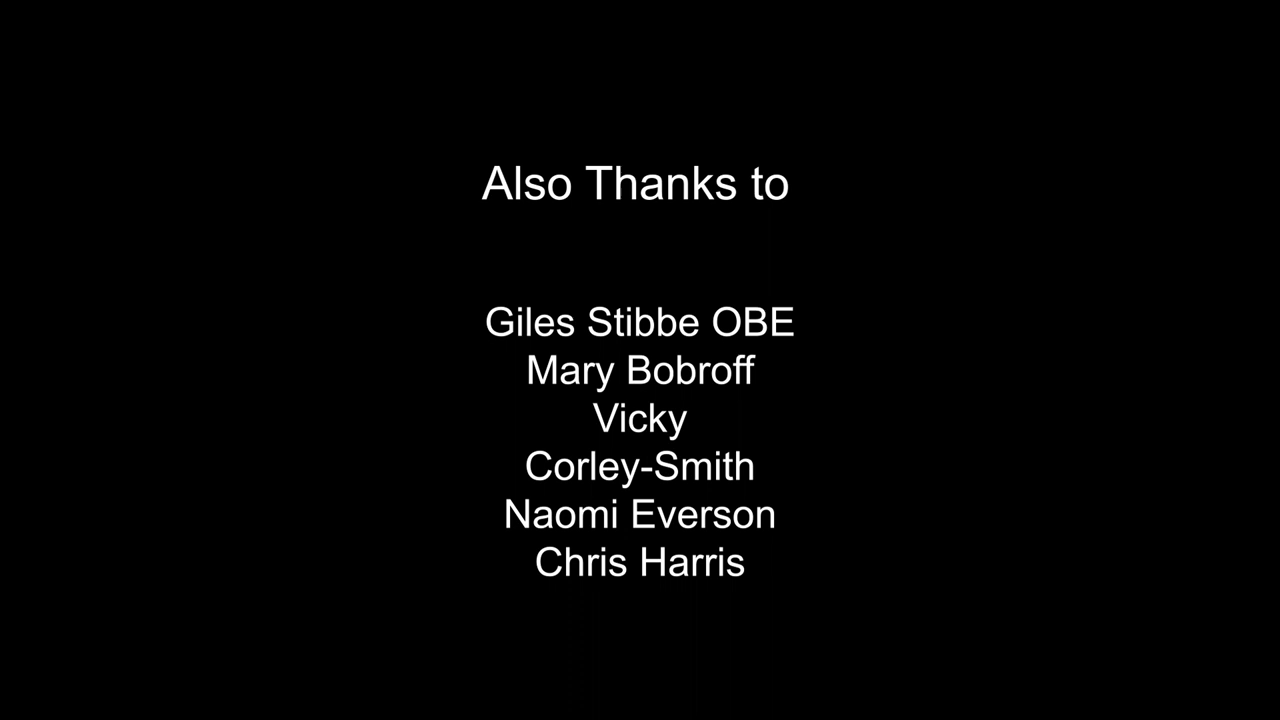 Also Thanks to
Giles Stibbe OBE
Mary Bobroff
Vicky
Corley-Smith
Naomi Everson
Chris Harris